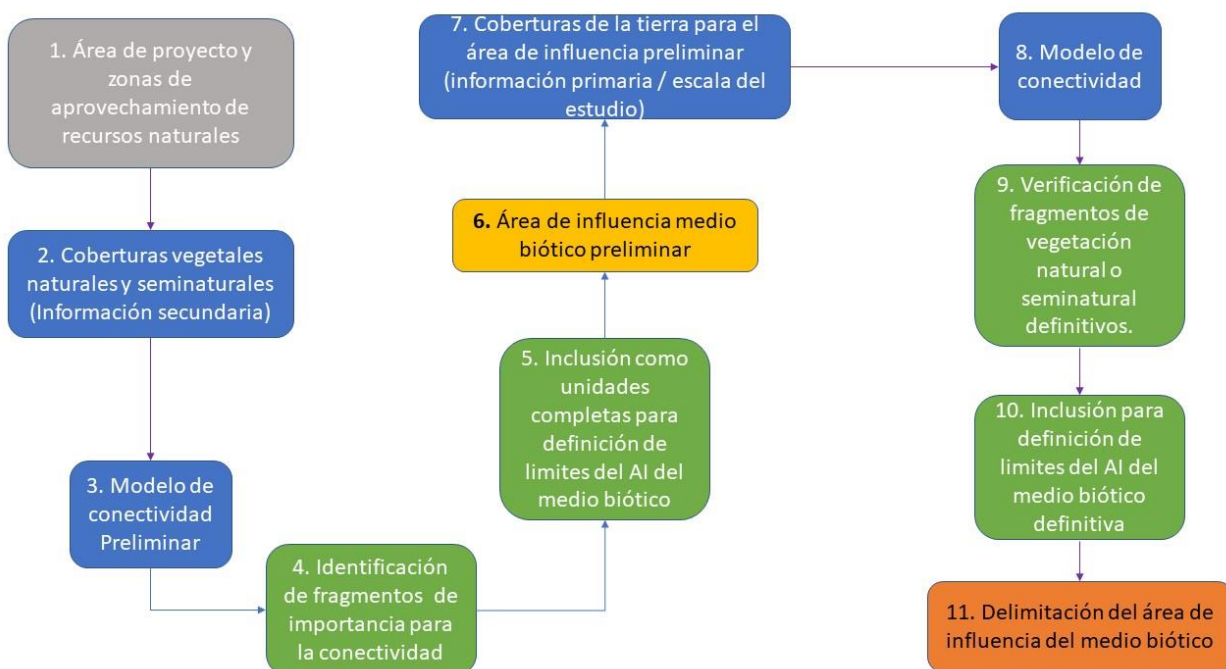 1. Área de proyecto y
zonas de
aprovechamiento de
recursos naturales
2. Coberturas vegetales
naturales y seminaturales
(Información secundaria)
3. Modelo de
conectividad
Preliminar
4. Identificación
de fragmentos de
importancia para
la conectividad
5. Inclusión como
unidades
completas para
definición de
limites del AI del
medio biótico
6. Área de influencia medio
biótico preliminar
7. Coberturas de la tierra para el
área de influencia preliminar
(información primaria / escala del
estudio)
8. Modelo de
conectividad
9. Verificación de
fragmentos de
vegetación
natural o
seminatural
definitivos.
10. Inclusión para
definición de
limites del AI del
medio biótico
definitiva
11. Delimitación del área de
influencia del medio biótico